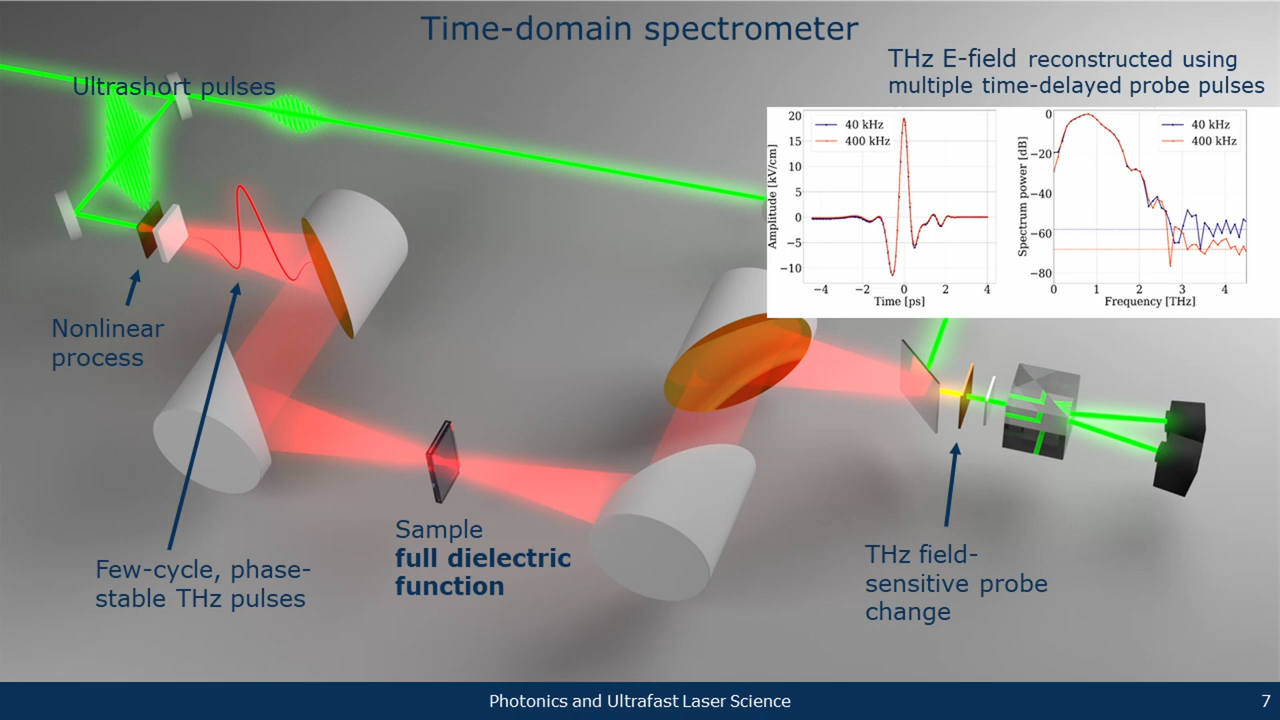 Time-domain spectrometer
THz E-field reconstructed using
multiple time-delayed probe pulses
Ultrashort pulses
Nonlinear
process
Few-cycle, phase-
stable THz pulses
Sample
full dielectric
function
THz field-
sensitive probe
change
Amplitude [kV/cm]
20
15
10
5
0
−5
−10
40 kHz
400 kHz
−4 −2 0 2 4
Time [ps]
Spectrum power [dB]
0
−20
−40
−60
−80
40 kHz
400 kHz
0 1 2 3 4
Frequency [THz]
Photonics and Ultrafast Laser Science
7